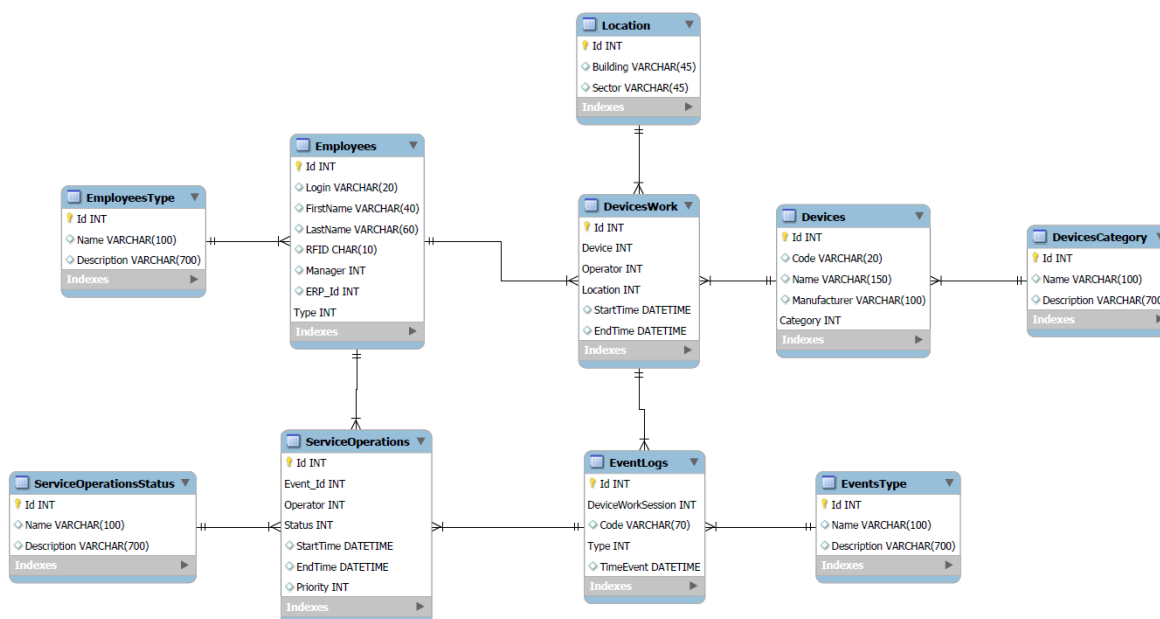 Location
Id INT
Building VARCHAR(45)
Sector VARCHAR(45)
Indexes
Employees
Id INT
Login VARCHAR(20)
FirstName VARCHAR(40)
LastName VARCHAR(60)
RFID CHAR(10)
Manager INT
ERP_Id INT
Type INT
Indexes
EmployeesType
Id INT
Name VARCHAR(100)
Description VARCHAR(700)
Indexes
DevicesWork
Id INT
Device INT
Operator INT
Location INT
StartTime DATETIME
EndTime DATETIME
Indexes
Devices
Id INT
Code VARCHAR(20)
Name VARCHAR(150)
Manufacturer VARCHAR(100)
Category INT
Indexes
DevicesCategory
Id INT
Name VARCHAR(100)
Description VARCHAR(700
Indexes
ServiceOperations
Id INT
Event_Id INT
Operator INT
Status INT
StartTime DATETIME
EndTime DATETIME
Priority INT
Indexes
ServiceOperationsStatus
Id INT
Name VARCHAR(100)
Description VARCHAR(700)
Indexes
EventLogs
Id INT
DeviceWorkSession INT
Code VARCHAR(70)
Type INT
TimeEvent DATETIME
Indexes
EventsType
Id INT
Name VARCHAR(100)
Description VARCHAR(700)
Indexes